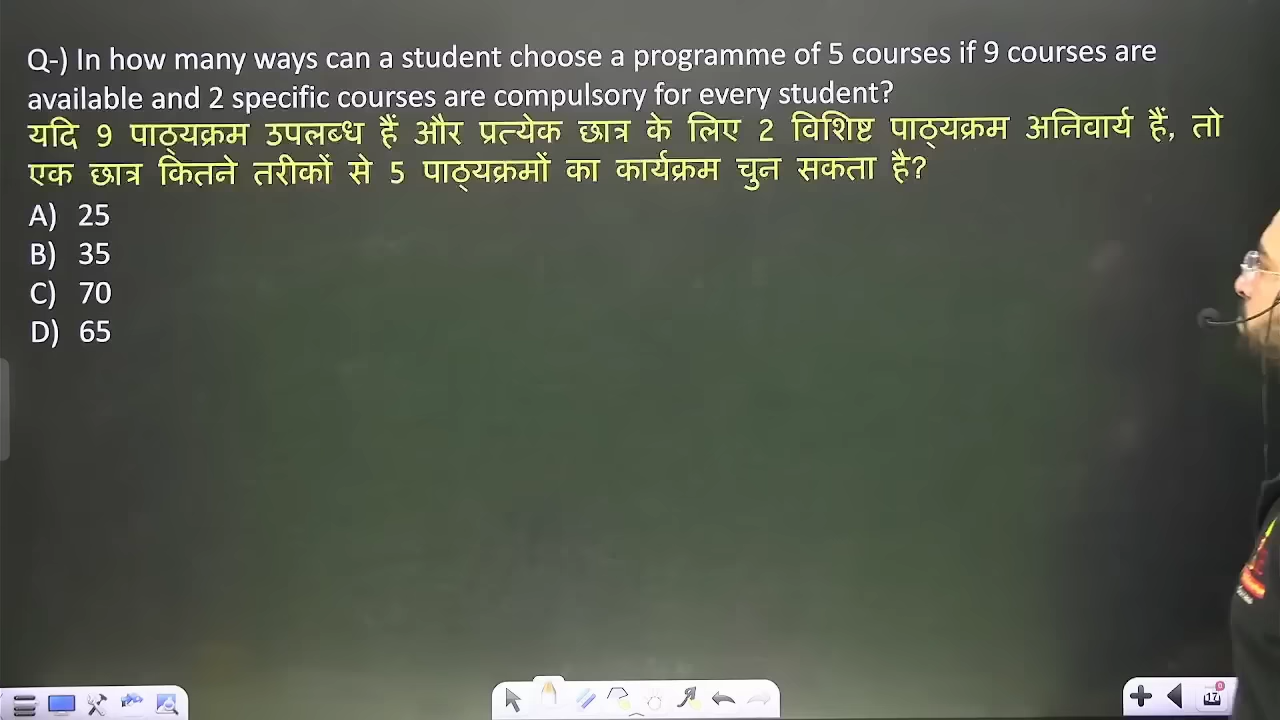 Q-) In how many ways can a student choose a programme of 5 courses if 9 courses are
available and 2 specific courses are compulsory for every student?
यदि 9 पाठ्यक्रम उपलब्ध हैं और प्रत्येक छात्र के लिए 2 विशिष्ट पाठ्यक्रम अनिवार्य हैं, तो
एक छात्र कितने तरीकों से 5 पाठ्यक्रमों का कार्यक्रम चुन सकता है?
A) 25
B) 35
C) 70
D) 65
17